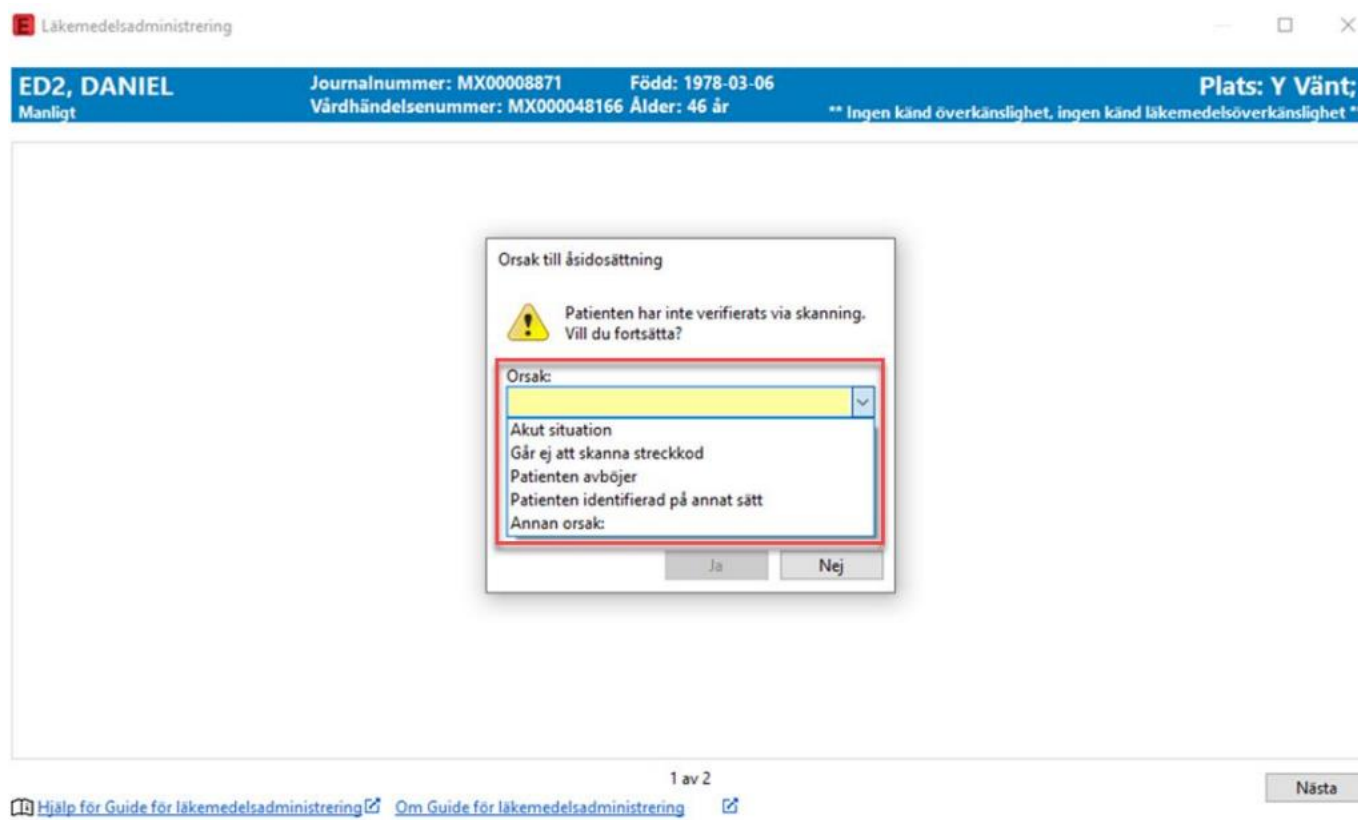 Läkemedelsadministrering
ED2, DANIEL
Manligt
Journalnummer: MX00008871
Vårdhändelsenummer: MX000048166
Född: 1978-03-06
Ålder: 46 år
Plats: Y Vänt;
** Ingen känd överkänslighet, ingen känd läkemedelsöverkänslighet *
Orsak till åsidosättning
Patienten har inte verifierats via skanning.
Vill du fortsätta?
Orsak:
Akut situation
Går ej att skanna streckkod
Patienten avböjer
Patienten identifierad på annat sätt
Annan orsak:
Ja
Nej
1 av 2
Nästa
Hjälp för Guide för läkemedelsadministrering
Om Guide för läkemedelsadministrering